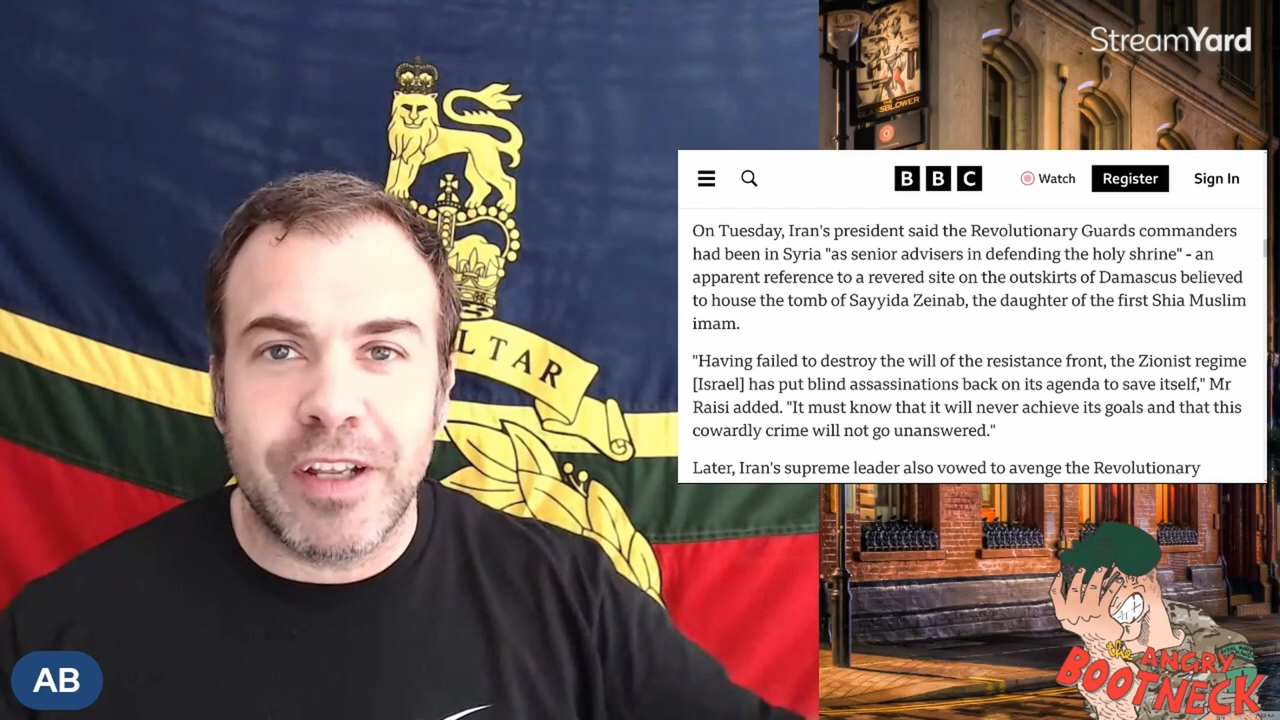 StreamYard
THE
SBLOWER
BBC
Watch
Register
Sign In
On Tuesday, Iran's president said the Revolutionary Guards commanders
had been in Syria "as senior advisers in defending the holy shrine" - an
apparent reference to a revered site on the outskirts of Damascus believed
to house the tomb of Sayyida Zeinab, the daughter of the first Shia Muslim
imam.
"Having failed to destroy the will of the resistance front, the Zionist regime
[Israel] has put blind assassinations back on its agenda to save itself," Mr
Raisi added. "It must know that it will never achieve its goals and that this
cowardly crime will not go unanswered."
Later, Iran's supreme leader also vowed to avenge the Revolutionary
LTAR
AB
the ANGRY
BOOTNECK